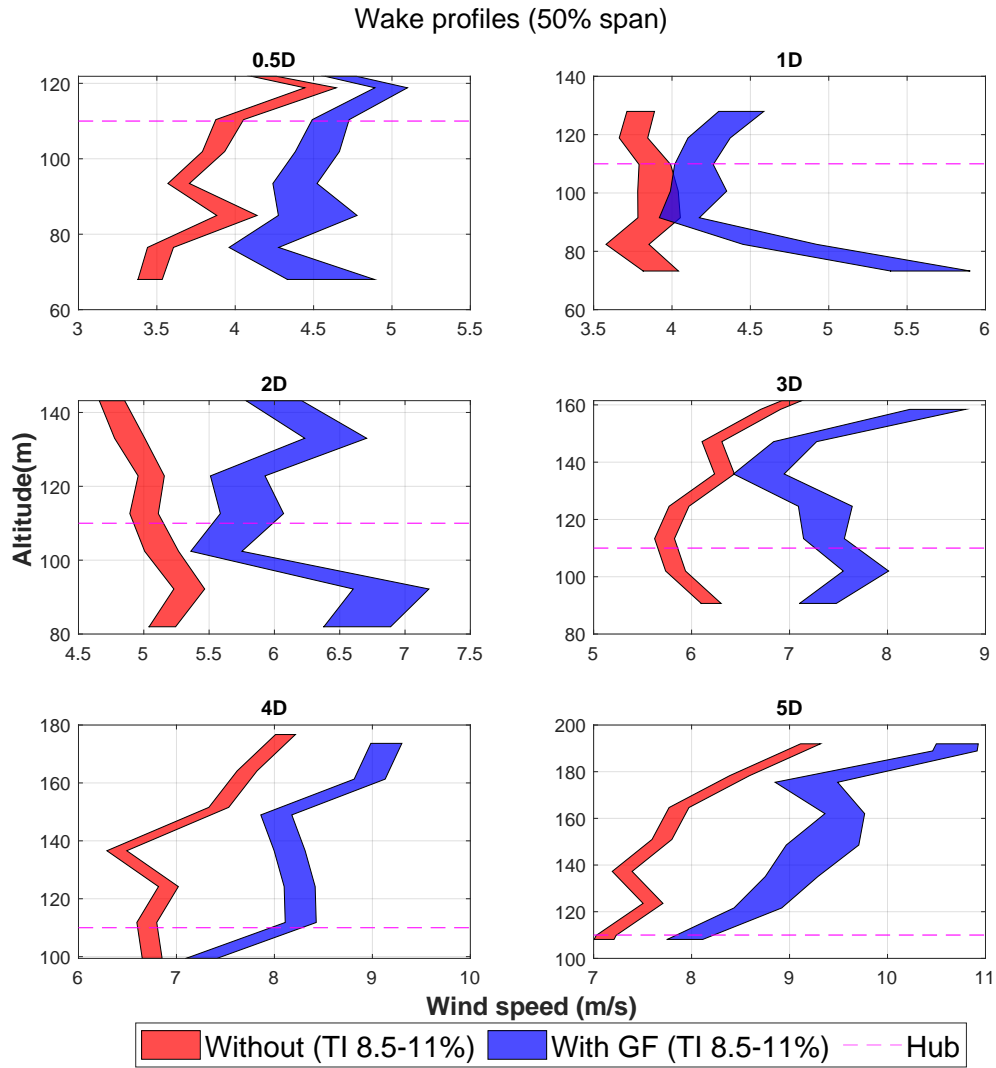 Wake profiles (50% span)
0.5D
120
100
80
60
3 3.5 4 4.5 5 5.5
1D
140
120
100
80
60
3.5 4 4.5 5 5.5 6
2D
140
120
100
80
4.5 5 5.5 6 6.5 7 7.5
3D
160
140
120
100
80
5 6 7 8 9
Altitude(m)
4D
180
160
140
120
100
6 7 8 9 10
5D
200
180
160
140
120
100
7 8 9 10 11
Wind speed (m/s)
Without (TI 8.5-11%) With GF (TI 8.5-11%) Hub